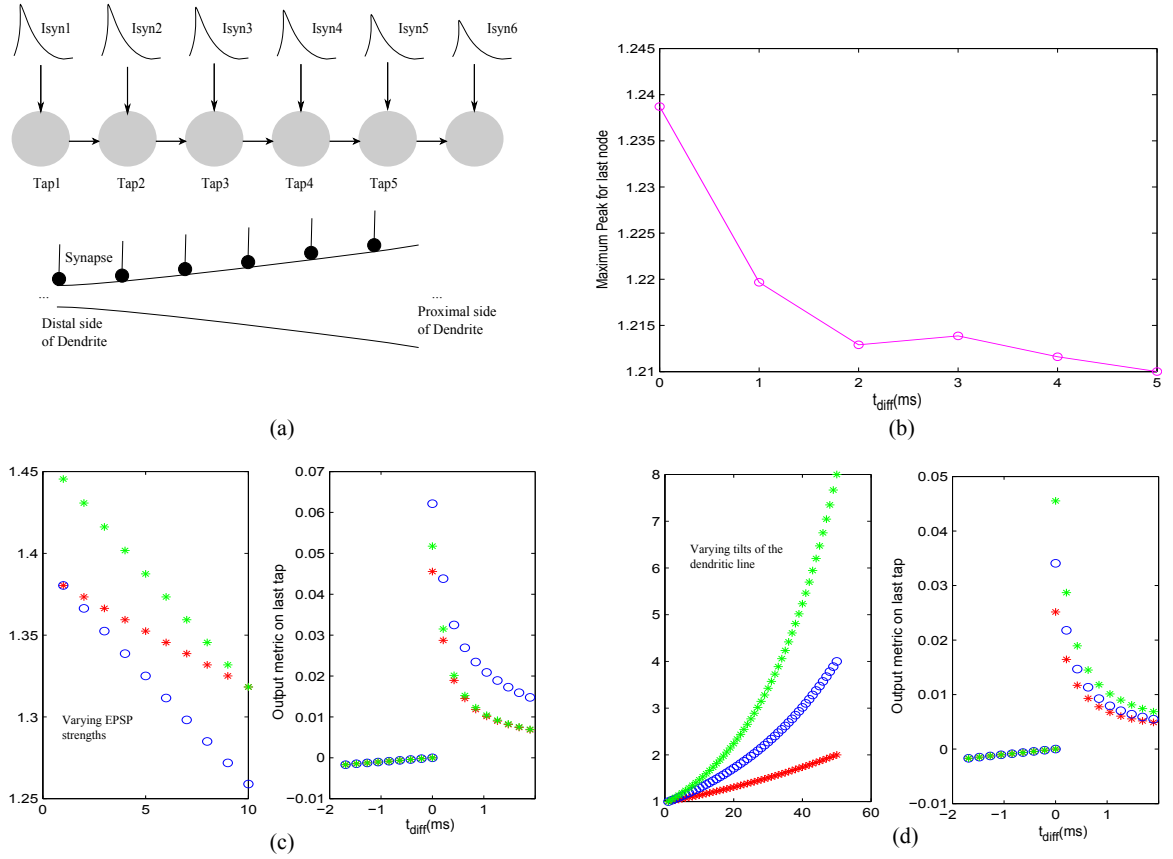 Isyn1 Isyn2 Isyn3 Isyn4 Isyn5 Isyn6
Tap1 Tap2 Tap3 Tap4 Tap5
Synapse
... ...
Distal side
of Dendrite
Proximal side
of Dendrite
(a)
Maximum Peak for last node
1.245
1.24
1.235
1.23
1.225
1.22
1.215
1.21
0 1 2 3 4 5
t_diff(ms)
(b)
1.45
1.4
1.35
1.3
1.25
0 5 10
Varying EPSP
strengths
Output metric on last tap
0.07
0.06
0.05
0.04
0.03
0.02
0.01
0
−0.01
−2 −1 0 1
t_diff(ms)
(c)
8
7
6
5
4
3
2
1
0 20 40 60
Varying tilts of the
dendritic line
Output metric on last tap
0.05
0.04
0.03
0.02
0.01
0
−0.01
−2 −1 0 1
t_diff(ms)
(d)